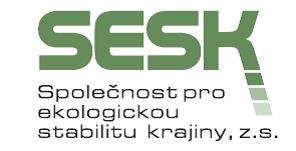 SESK
Společnost pro
ekologickou
stabilitu krajiny, z.s.